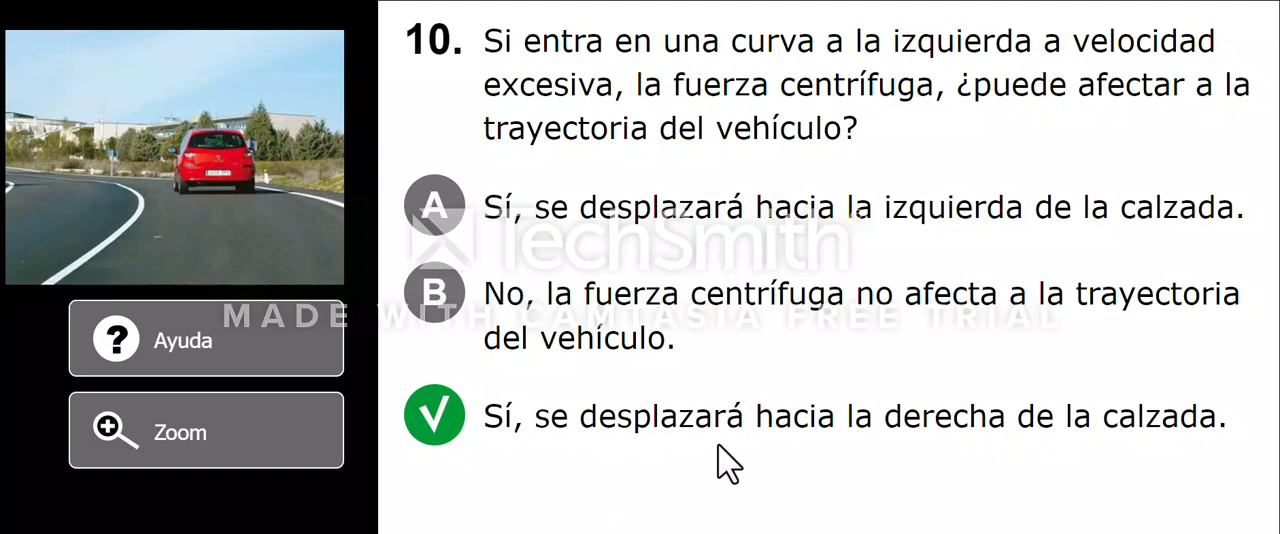 10. Si entra en una curva a la izquierda a velocidad
excesiva, la fuerza centrífuga, ¿puede afectar a la
trayectoria del vehículo?
A Sí, se desplazará hacia la izquierda de la calzada.
TechSmith
B No, la fuerza centrífuga no afecta a la trayectoria
MADE WITH CAMTASIA FREE TRIAL
del vehículo.
√ Sí, se desplazará hacia la derecha de la calzada.
? Ayuda
Zoom